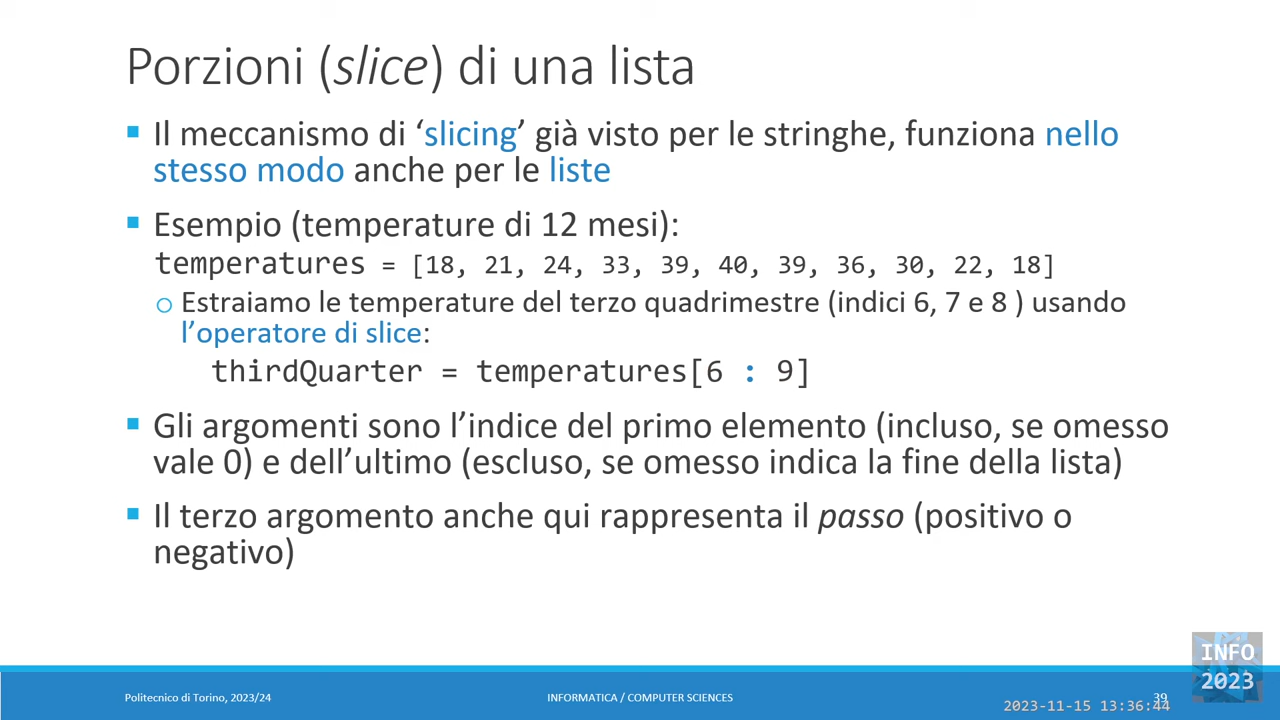 Porzioni (slice) di una lista
Il meccanismo di ‘slicing’ già visto per le stringhe, funziona nello
stesso modo anche per le liste
Esempio (temperature di 12 mesi):
temperatures = [18, 21, 24, 33, 39, 40, 39, 36, 30, 22, 18]
Estraiamo le temperature del terzo quadrimestre (indici 6, 7 e 8 ) usando
l’operatore di slice:
thirdQuarter = temperatures[6 : 9]
Gli argomenti sono l’indice del primo elemento (incluso, se omesso
vale 0) e dell’ultimo (escluso, se omesso indica la fine della lista)
Il terzo argomento anche qui rappresenta il passo (positivo o
negativo)
INFO
2023
Politecnico di Torino, 2023/24
INFORMATICA / COMPUTER SCIENCES
39
2023-11-15 13:36:44